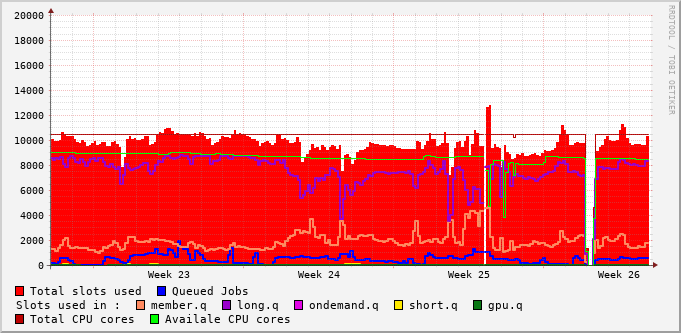 20000
18000
16000
14000
12000
10000
8000
6000
4000
2000
0
Week 23 Week 24 Week 25 Week 26
Total slots used Queued Jobs
Slots used in : member.q long.q ondemand.q short.q gpu.q
Total CPU cores Availale CPU cores
RRDTOOL / TOBI OETIKER